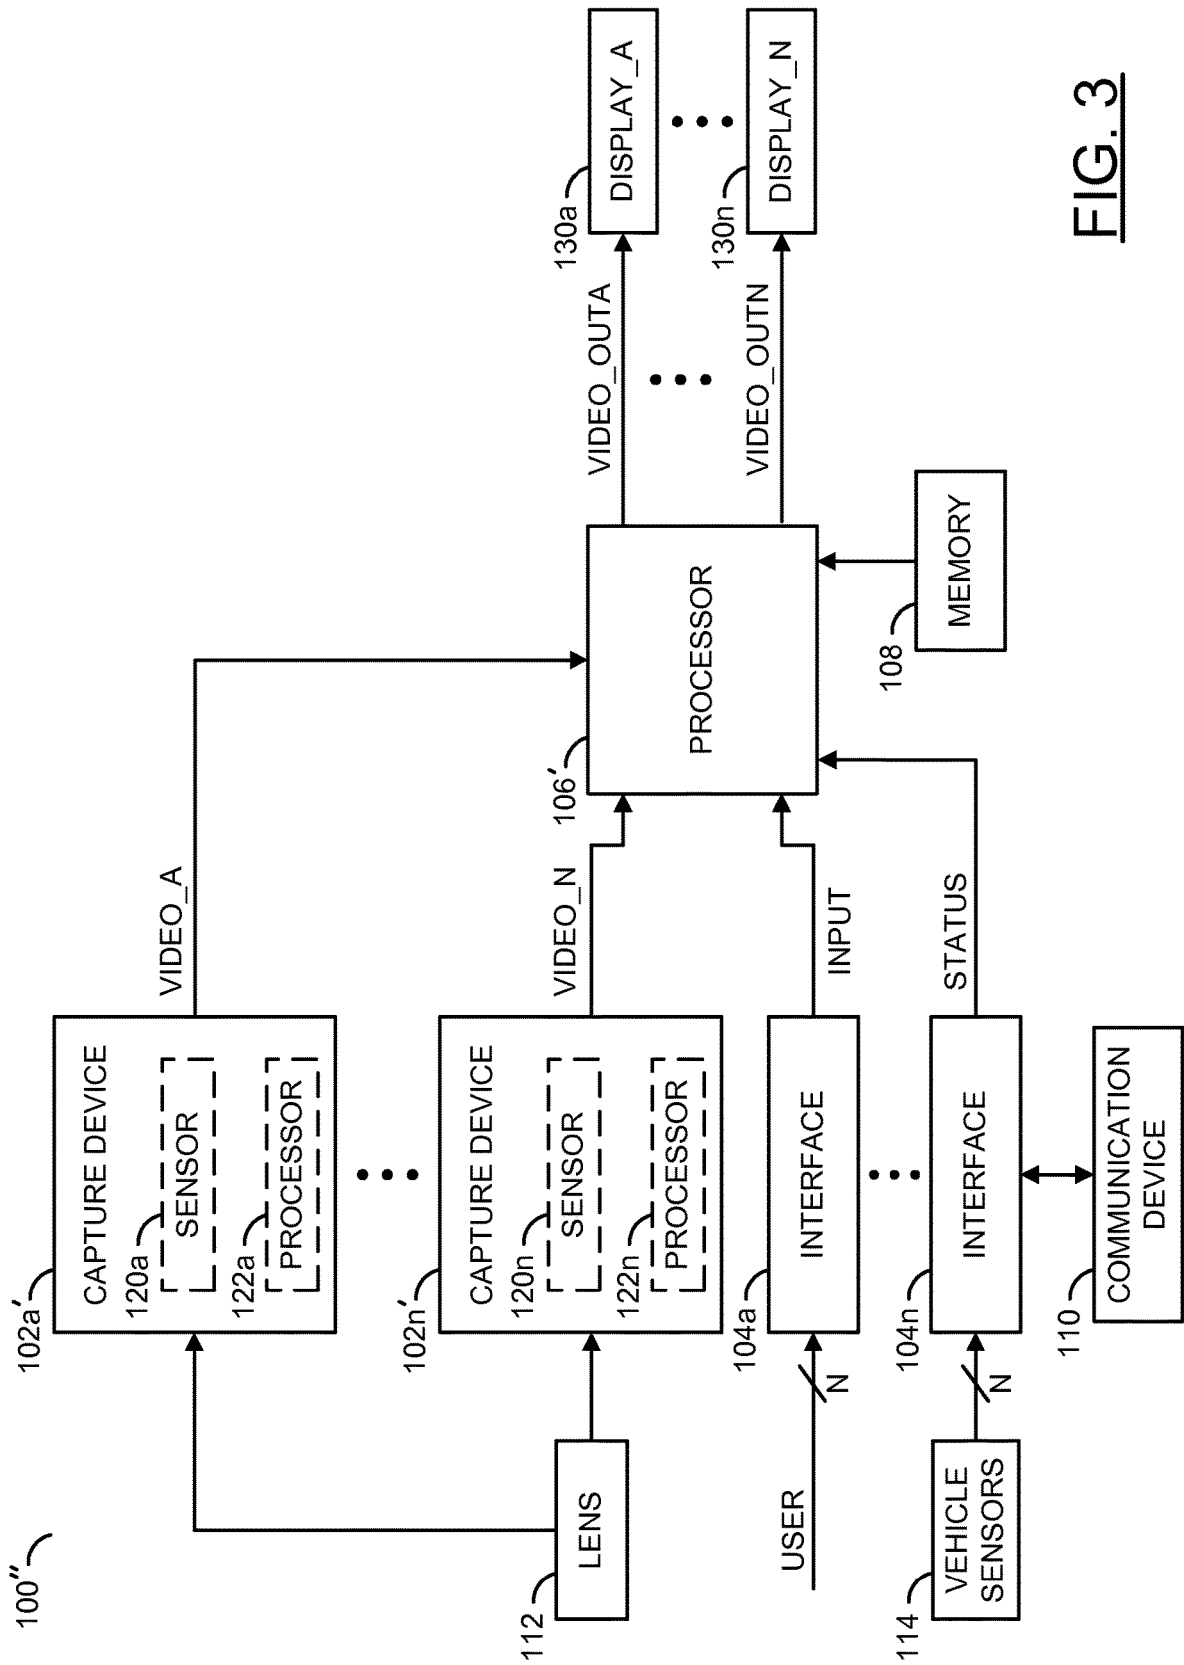 100''
102a'
CAPTURE DEVICE
120a
SENSOR
122a
PROCESSOR
VIDEO_A
102n'
CAPTURE DEVICE
120n
SENSOR
122n
PROCESSOR
VIDEO_N
112
LENS
USER
N
104a
INTERFACE
INPUT
114
VEHICLE
SENSORS
N
104n
INTERFACE
STATUS
110
COMMUNICATION
DEVICE
106'
PROCESSOR
108
MEMORY
VIDEO_OUTA
VIDEO_OUTN
130a
DISPLAY_A
130n
DISPLAY_N
FIG. 3